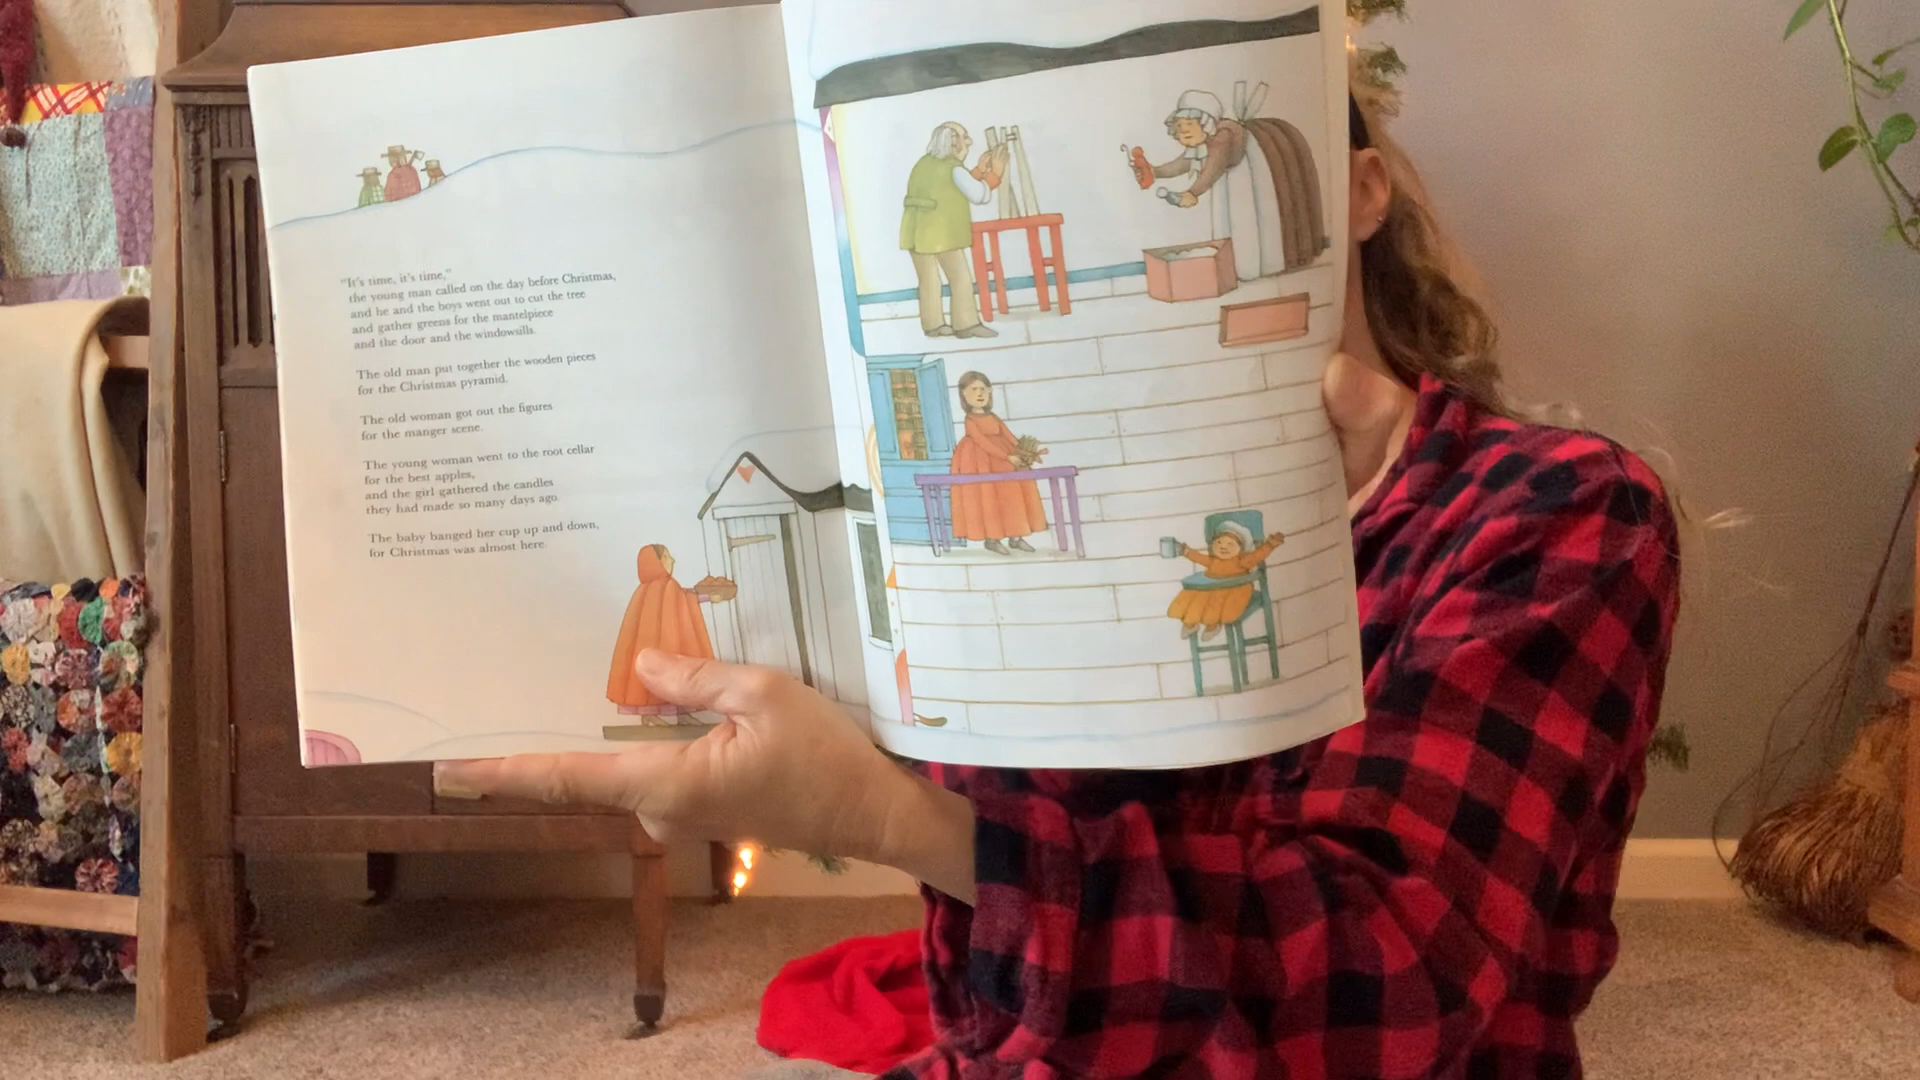 "It's time, it's time,"
the young man called on the day before Christmas,
and he and the boys went out to cut the tree
and gather greens for the mantelpiece
and the door and the windowsills.
The old man put together the wooden pieces
for the Christmas pyramid.
The old woman got out the figures
for the manger scene.
The young woman went to the root cellar
for the best apples,
and the girl gathered the candles
they had made so many days ago.
The baby banged her cup up and down,
for Christmas was almost here.